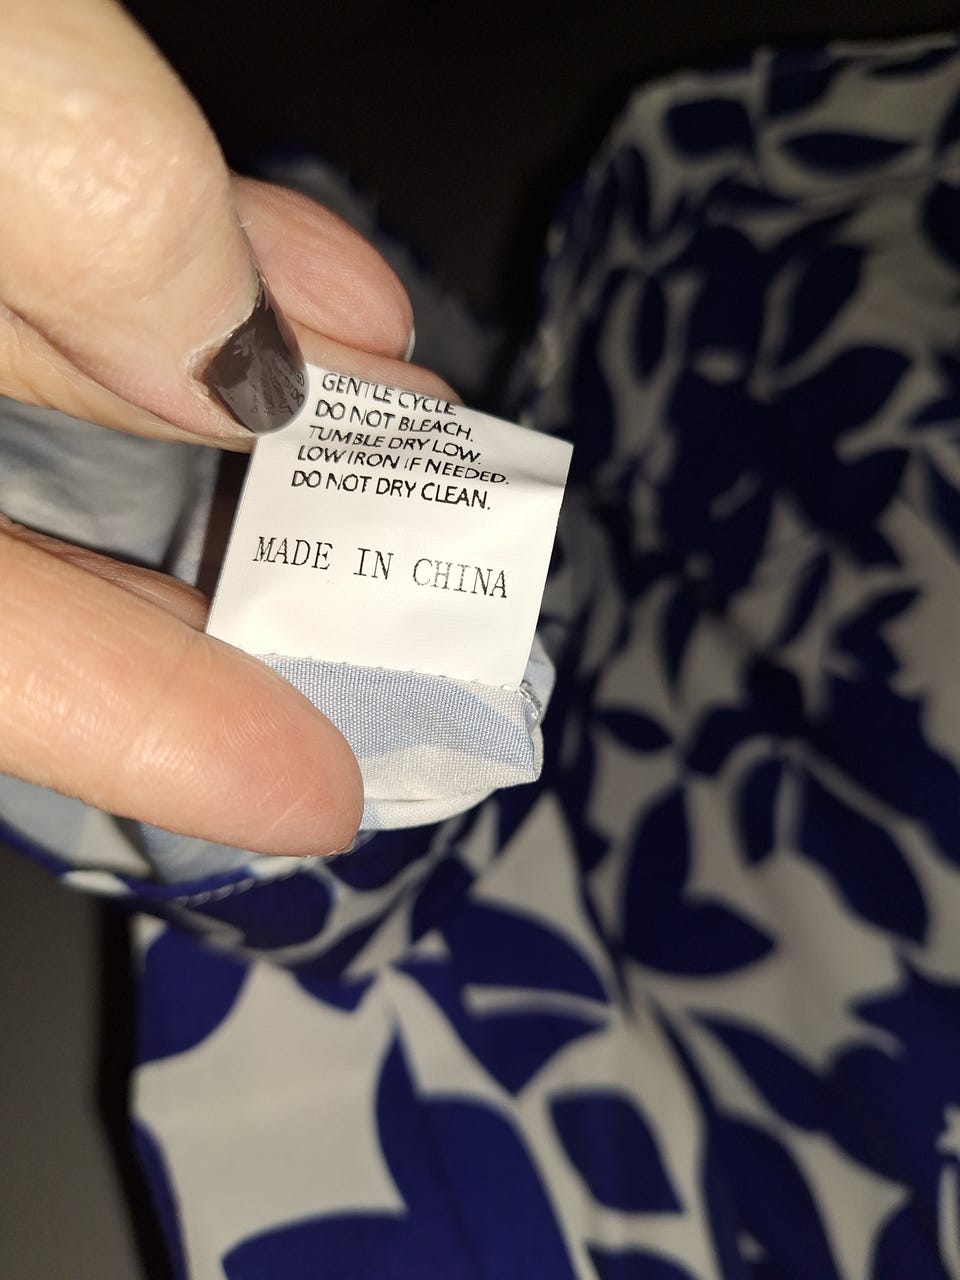 GENTLE CYCLE
DO NOT BLEACH.
TUMBLE DRY LOW.
LOW IRON IF NEEDED.
DO NOT DRY CLEAN.
MADE IN CHINA